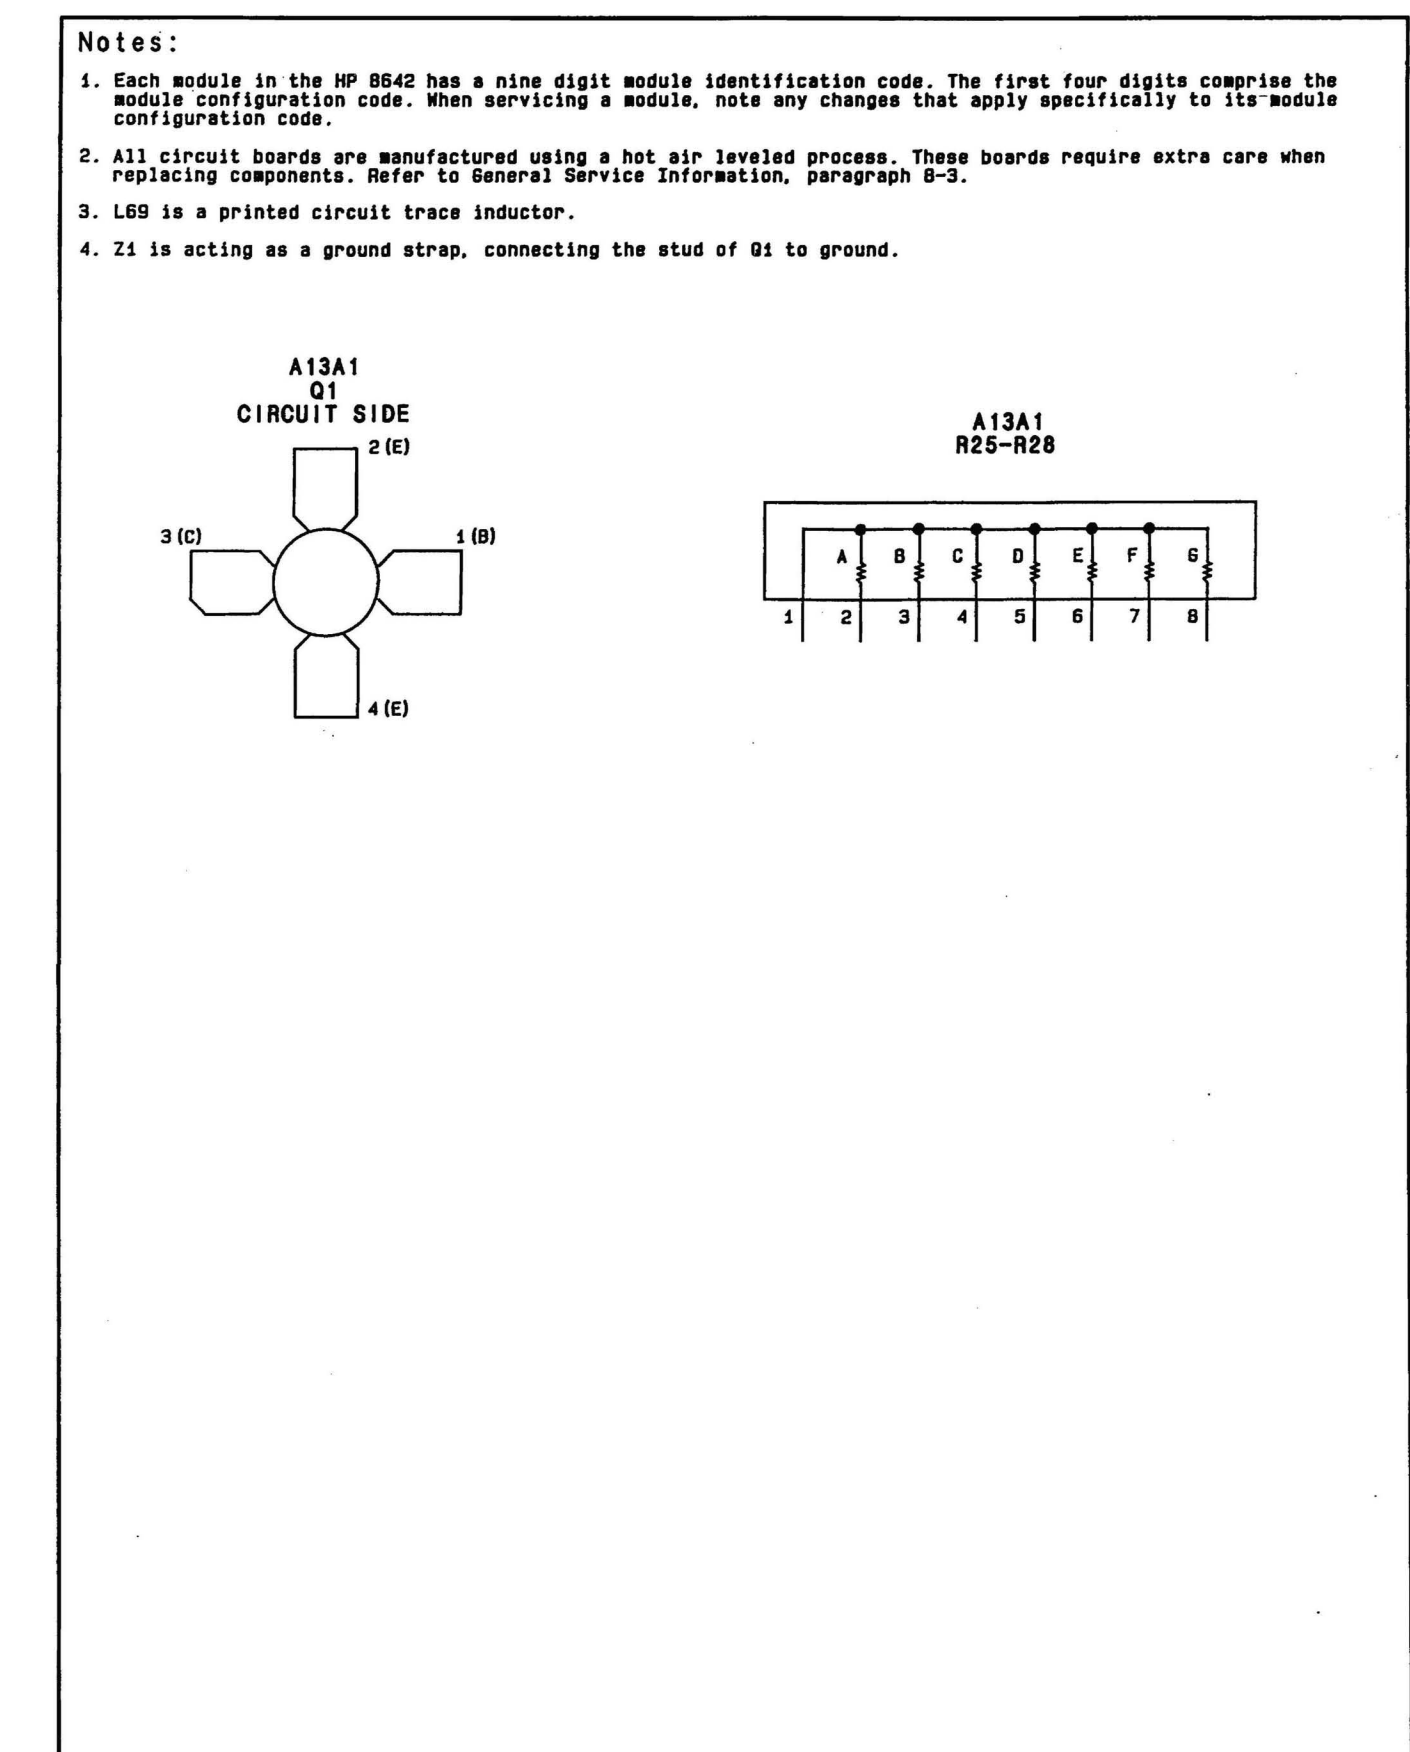 Notes:
1. Each module in the HP 8642 has a nine digit module identification code. The first four digits comprise the
module configuration code. When servicing a module, note any changes that apply specifically to its module
configuration code.
2. All circuit boards are manufactured using a hot air leveled process. These boards require extra care when
replacing components. Refer to General Service Information, paragraph 8-3.
3. L69 is a printed circuit trace inductor.
4. Z1 is acting as a ground strap, connecting the stud of Q1 to ground.
A13A1
Q1
CIRCUIT SIDE
2 (E)
3 (C)
1 (B)
4 (E)
A13A1
R25-R28
A B C D E F G
1 2 3 4 5 6 7 8